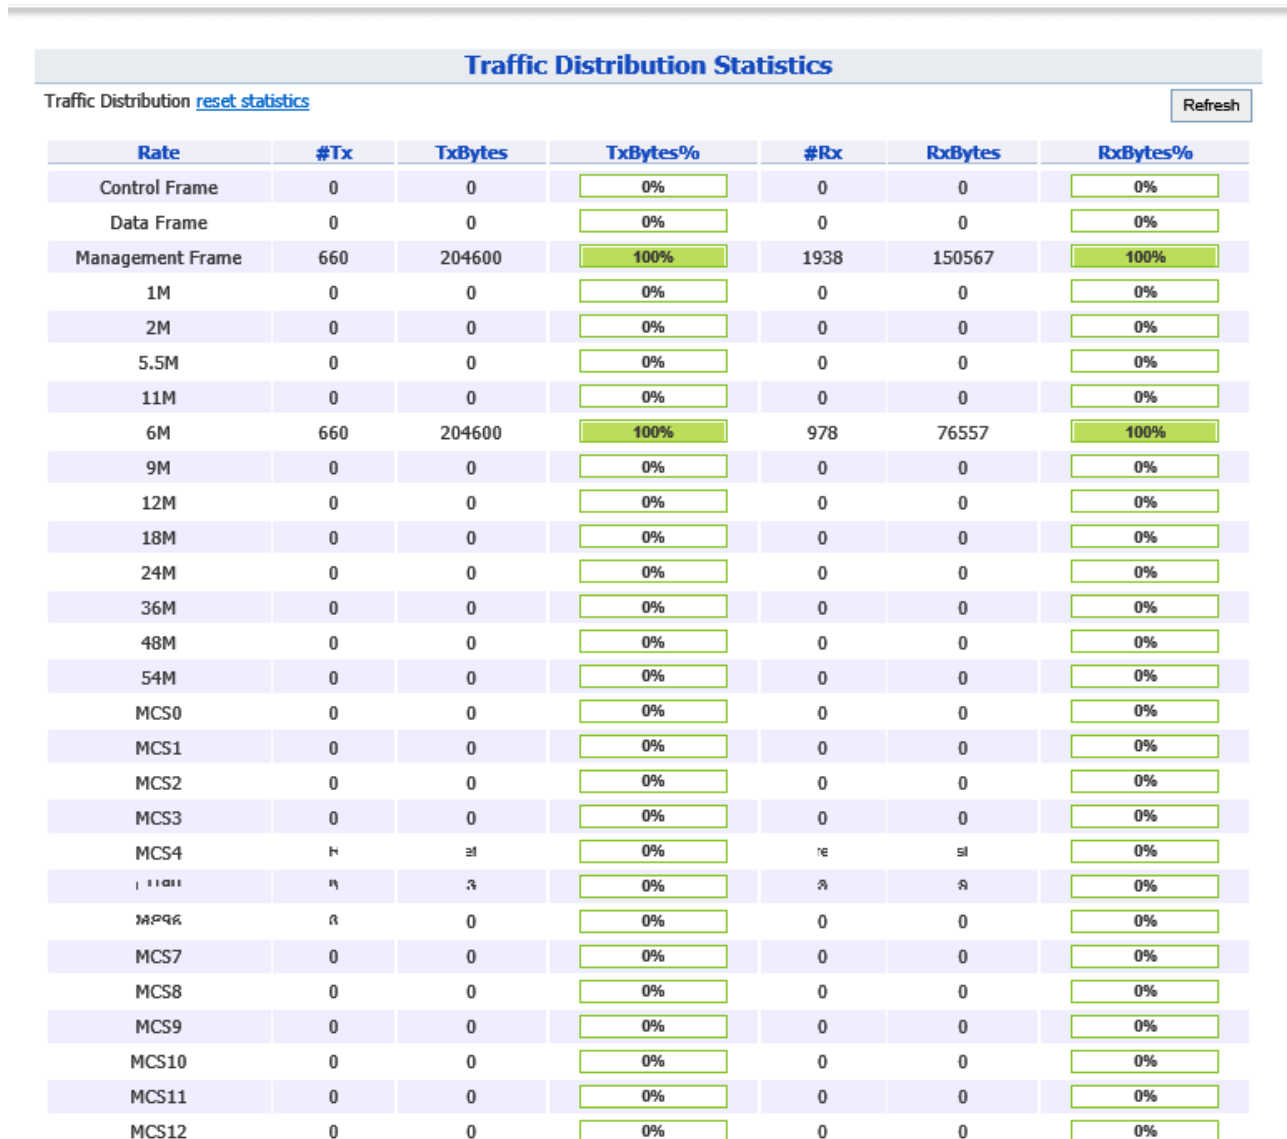 Traffic Distribution Statistics
Traffic Distribution reset statistics Refresh
Rate #Tx TxBytes TxBytes% #Rx RxBytes RxBytes%
Control Frame 0 0 0% 0 0 0%
Data Frame 0 0 0% 0 0 0%
Management Frame 660 204600 100% 1938 150567 100%
1M 0 0 0% 0 0 0%
2M 0 0 0% 0 0 0%
5.5M 0 0 0% 0 0 0%
11M 0 0 0% 0 0 0%
6M 660 204600 100% 978 76557 100%
9M 0 0 0% 0 0 0%
12M 0 0 0% 0 0 0%
18M 0 0 0% 0 0 0%
24M 0 0 0% 0 0 0%
36M 0 0 0% 0 0 0%
48M 0 0 0% 0 0 0%
54M 0 0 0% 0 0 0%
MCS0 0 0 0% 0 0 0%
MCS1 0 0 0% 0 0 0%
MCS2 0 0 0% 0 0 0%
MCS3 0 0 0% 0 0 0%
MCS4 0%  0%
0% 0%
0 0% 0 0 0%
MCS7 0 0 0% 0 0 0%
MCS8 0 0 0% 0 0 0%
MCS9 0 0 0% 0 0 0%
MCS10 0 0 0% 0 0 0%
MCS11 0 0 0% 0 0 0%
MCS12 0 0 0% 0 0 0%